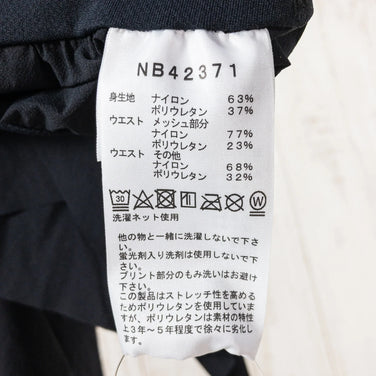 NB42371
身生地 ナイロン 63%
ポリウレタン 37%
ウエスト メッシュ部分
ナイロン 77%
ポリウレタン 23%
ウエスト その他
ナイロン 68%
ポリウレタン 32%
30 W
洗濯ネット使用
他の物と一緒に洗濯しないで下さい。
蛍光剤入り洗剤は使用しないで下さい。
プリント部分のもみ洗いはお避け下さい。
この製品はストレッチ性を高めるためポリウレタンを使用していますが、ポリウレタンは素材の特性上3年～5年程度で徐々に劣化します。